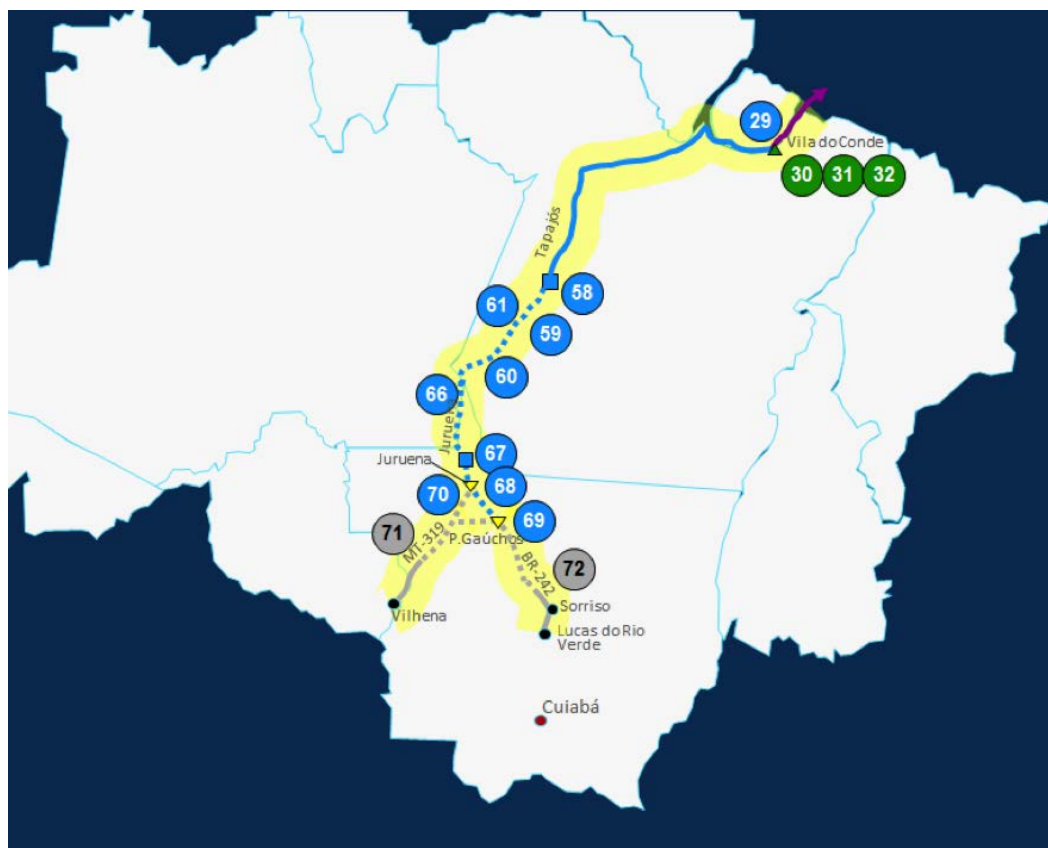 29
Vila do Conde
30
31
32
Tapajós
58
61
59
60
66
Juruena
67
Juruena
68
70
69
71
P.Gaúchos
MT-319
BR-242
72
Vilhena
Sorriso
Lucas do Rio
Verde
Cuiabá